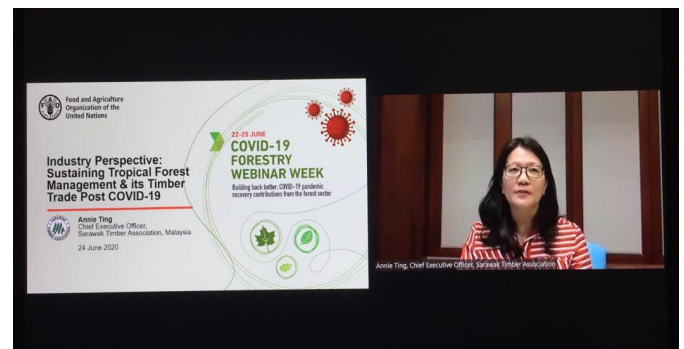 Food and Agriculture
Organization of the
United Nations
Industry Perspective:
Sustaining Tropical Forest
Management & its Timber
Trade Post COVID-19
Annie Ting
Chief Executive Officer,
Sarawak Timber Association, Malaysia
24 June 2020
22-25 JUNE
COVID-19
FORESTRY
WEBINAR WEEK
Building back better: COVID-19 pandemic
recovery contributions from the forest sector
Annie Ting, Chief Executive Officer, Sarawak Timber Association